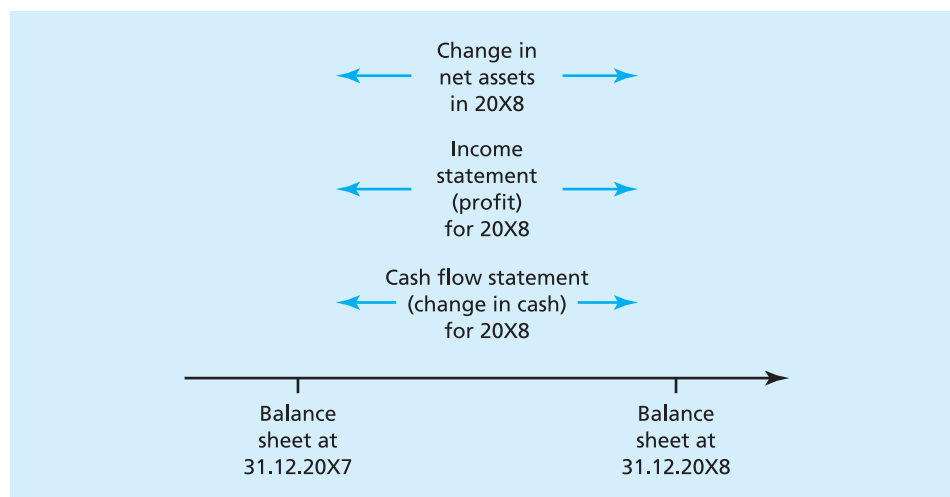 Change in
net assets
in 20X8
Income
statement
(profit)
for 20X8
Cash flow statement
(change in cash)
for 20X8
Balance
sheet at
31.12.20X7
Balance
sheet at
31.12.20X8